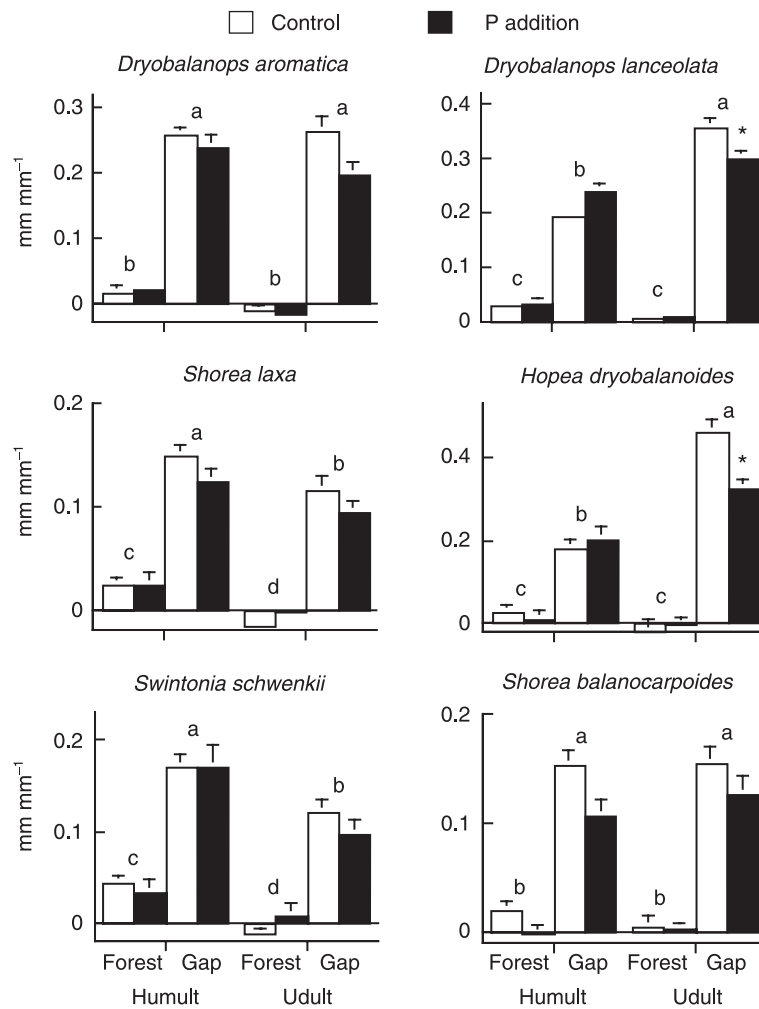 Control P addition
Dryobalanops aromatica
mm mm⁻¹
0.3
0.2
0.1
0
b
a
b
a
Dryobalanops lanceolata
0.4
0.3
0.2
0.1
0
c
b
c
a
*
Shorea laxa
mm mm⁻¹
0.2
0.1
0
c
a
d
b
Hopea dryobalanoides
0.4
0.2
0
c
b
c
a
*
Swintonia schwenkii
mm mm⁻¹
0.2
0.1
0
c
a
d
b
Forest Gap Forest Gap
Humult Udult
Shorea balanocarpoides
0.2
0.1
0
b
a
b
a
Forest Gap Forest Gap
Humult Udult